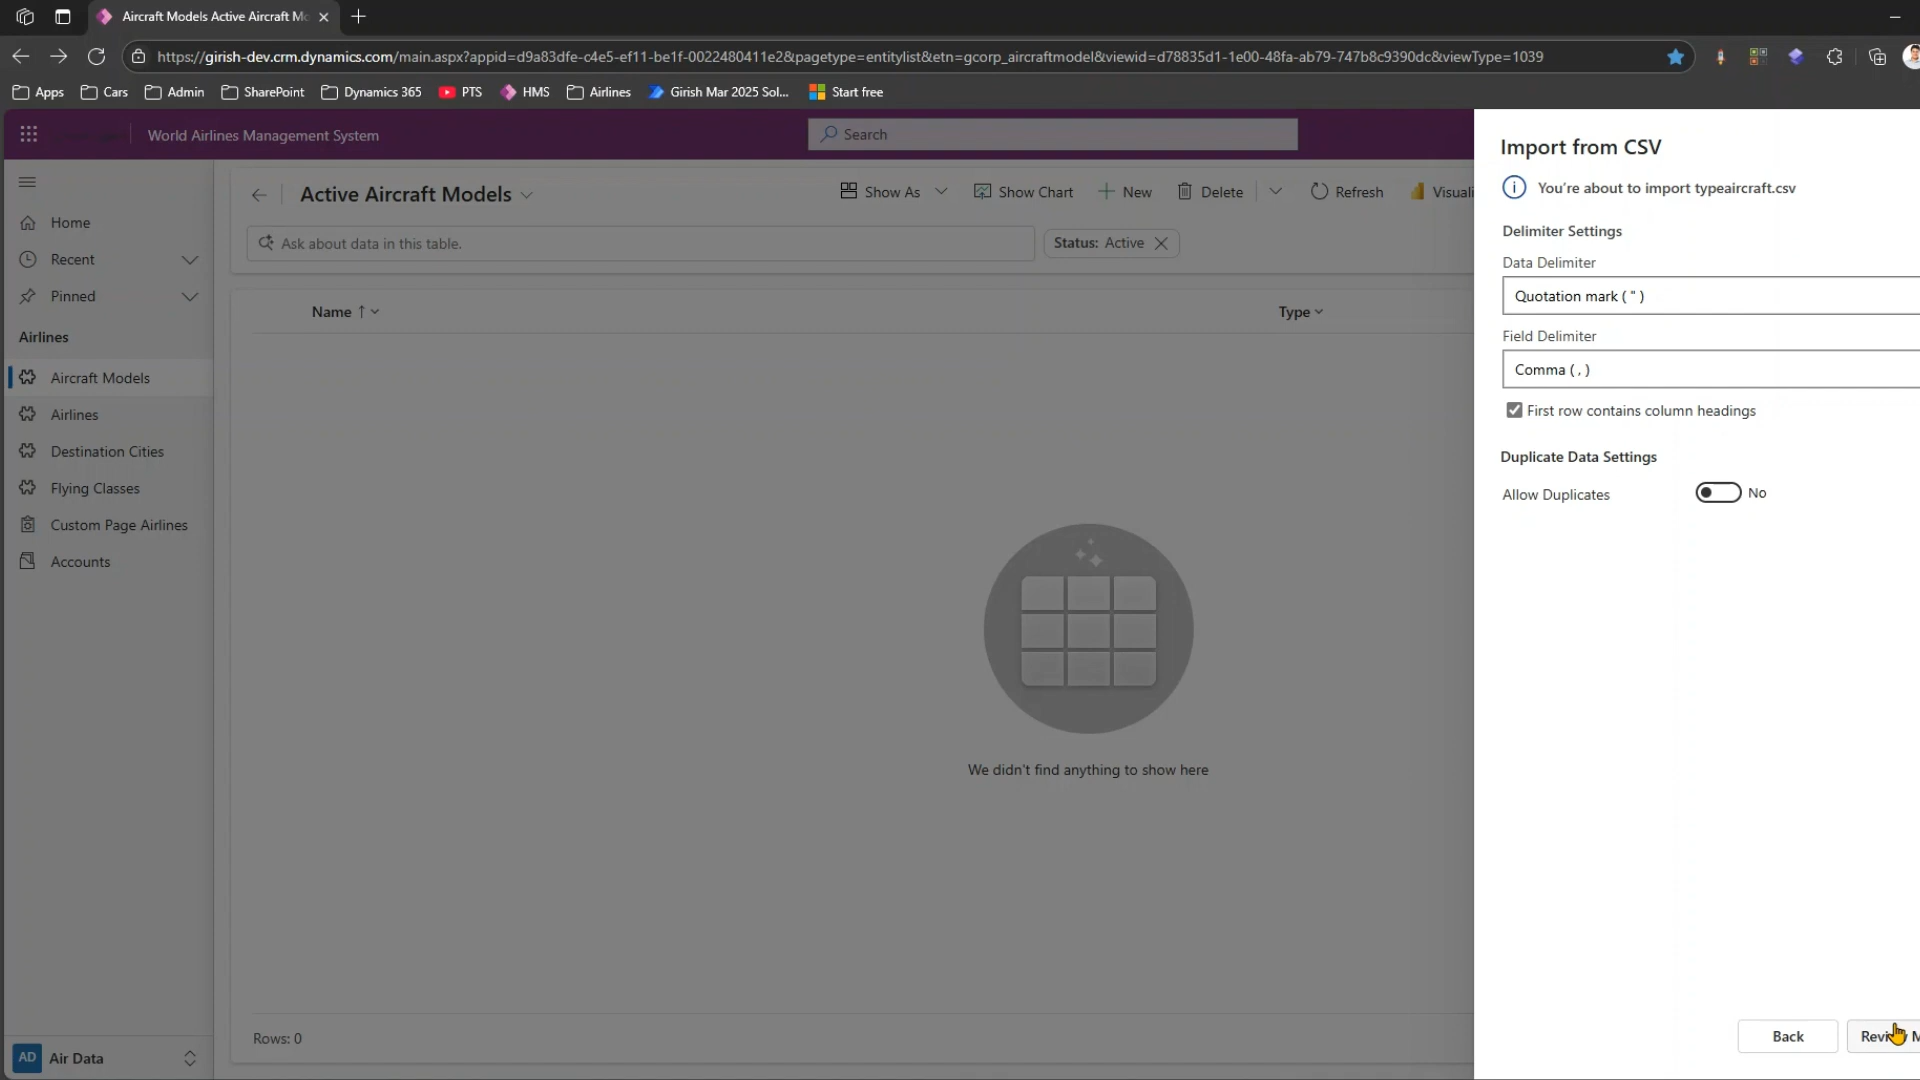 Aircraft Models Active Aircraft Mo
https://girish-dev.crm.dynamics.com/main.aspx?appid=d9a83dfe-c4e5-ef11-be1f-0022480411e2&pagetype=entitylist&etn=gcorp_aircraftmodel&viewid=d78835d1-1e00-48fa-ab79-747b8c9390dc&viewType=1039
Apps Cars Admin SharePoint Dynamics 365 PTS HMS Airlines Girish Mar 2025 Sol... Start free
World Airlines Management System
Search
Home
Recent
Pinned
Airlines
Aircraft Models
Airlines
Destination Cities
Flying Classes
Custom Page Airlines
Accounts
AD Air Data
Active Aircraft Models
Show As Show Chart New Delete Refresh Visuali
Ask about data in this table.
Status: Active
Name ↑ Type
We didn't find anything to show here
Rows: 0
Import from CSV
You're about to import typeaircraft.csv
Delimiter Settings
Data Delimiter
Quotation mark ( " )
Field Delimiter
Comma ( , )
First row contains column headings
Duplicate Data Settings
Allow Duplicates No
Back